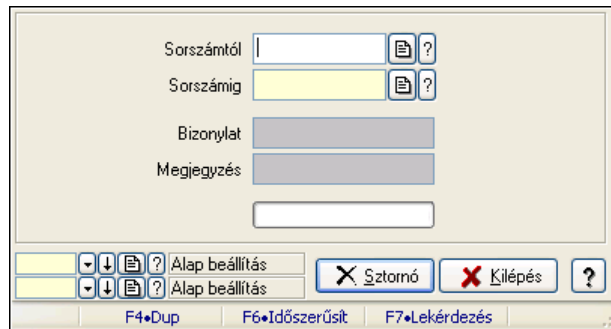 Sorszámtól ?
Sorszámig ?
Bizonylat
Megjegyzés
? Alap beállítás
? Alap beállítás
Sztornó Kilépés ?
F4•Dup F6•Időszerűsít F7•Lekérdezés